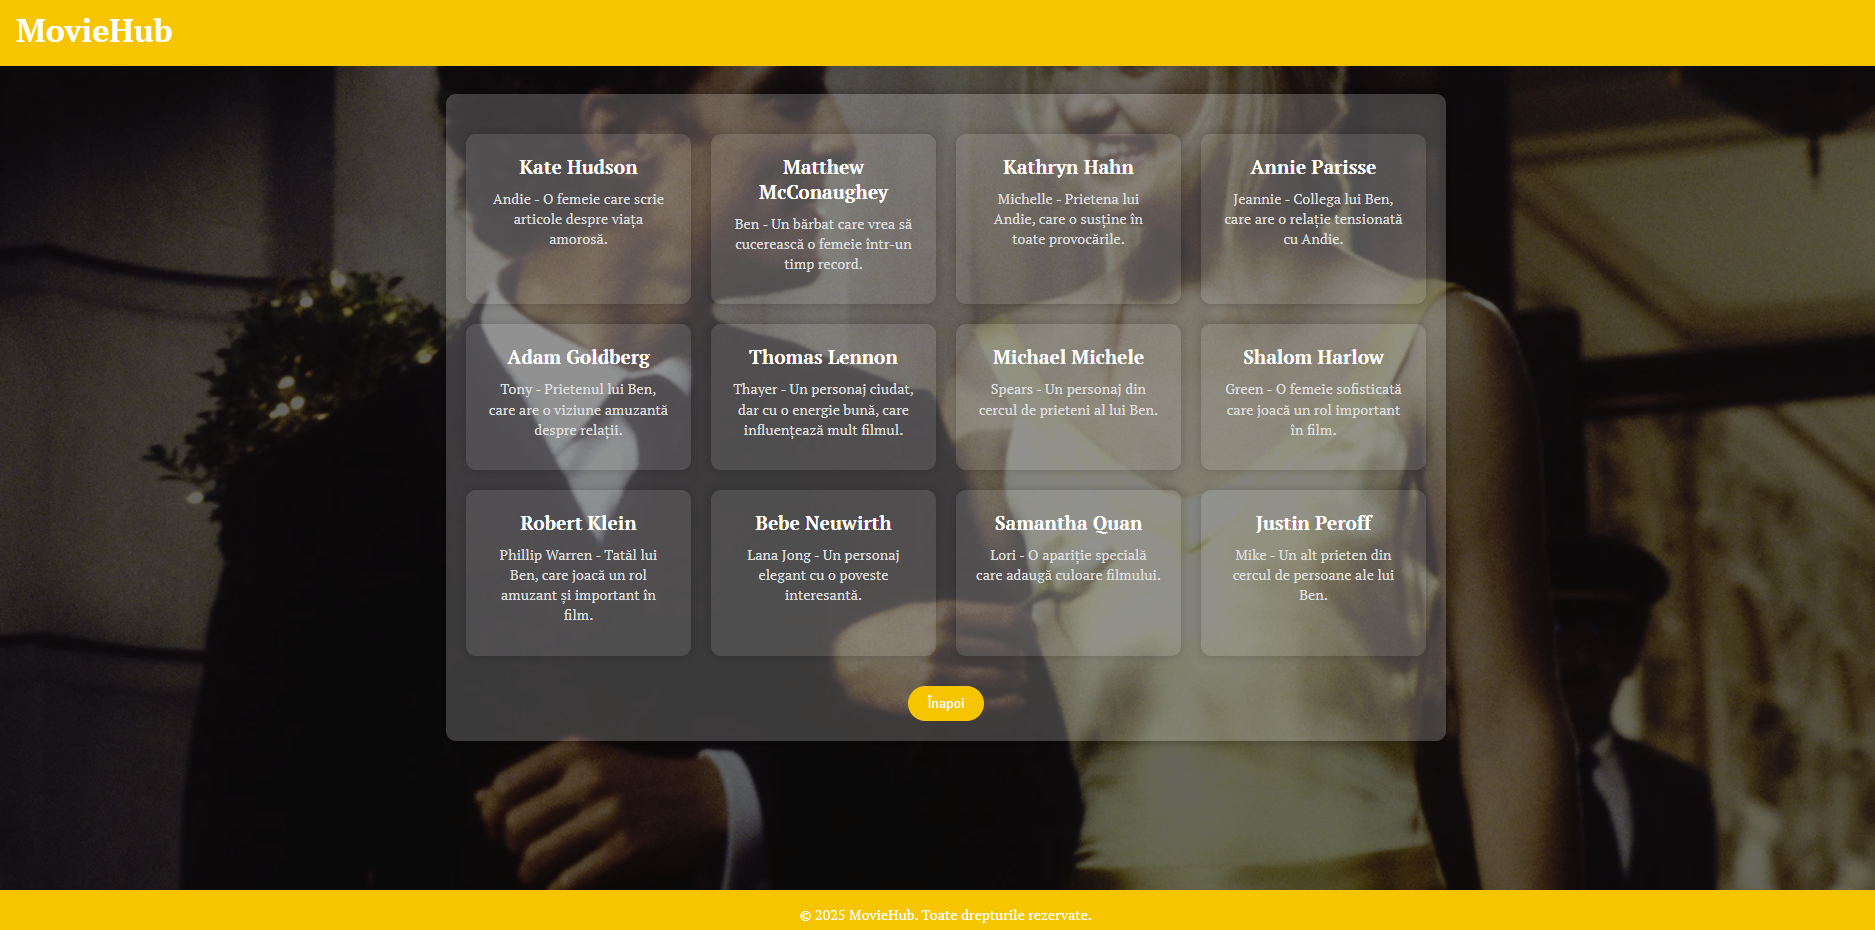 MovieHub
Kate Hudson
Andie - O femeie care scrie
articole despre viața
amorosă.
Matthew
McConaughey
Ben - Un bărbat care vrea să
cucerească o femeie într-un
timp record.
Kathryn Hahn
Michelle - Prietena lui
Andie, care o susține în
toate provocările.
Annie Parisse
Jeannie - Collega lui Ben,
care are o relație tensionată
cu Andie.
Adam Goldberg
Tony - Prietenul lui Ben,
care are o viziune amuzantă
despre relații.
Thomas Lennon
Thayer - Un personaj ciudat,
dar cu o energie bună, care
influențează mult filmul.
Michael Michele
Spears - Un personaj din
cercul de prieteni al lui Ben.
Shalom Harlow
Green - O femeie sofisticată
care joacă un rol important
în film.
Robert Klein
Phillip Warren - Tatăl lui
Ben, care joacă un rol
amuzant și important în
film.
Bebe Neuwirth
Lana Jong - Un personaj
elegant cu o poveste
interesantă.
Samantha Quan
Lori - O apariție specială
care adaugă culoare filmului.
Justin Peroff
Mike - Un alt prieten din
cercul de persoane ale lui
Ben.
Înapoi
© 2025 MovieHub. Toate drepturile rezervate.